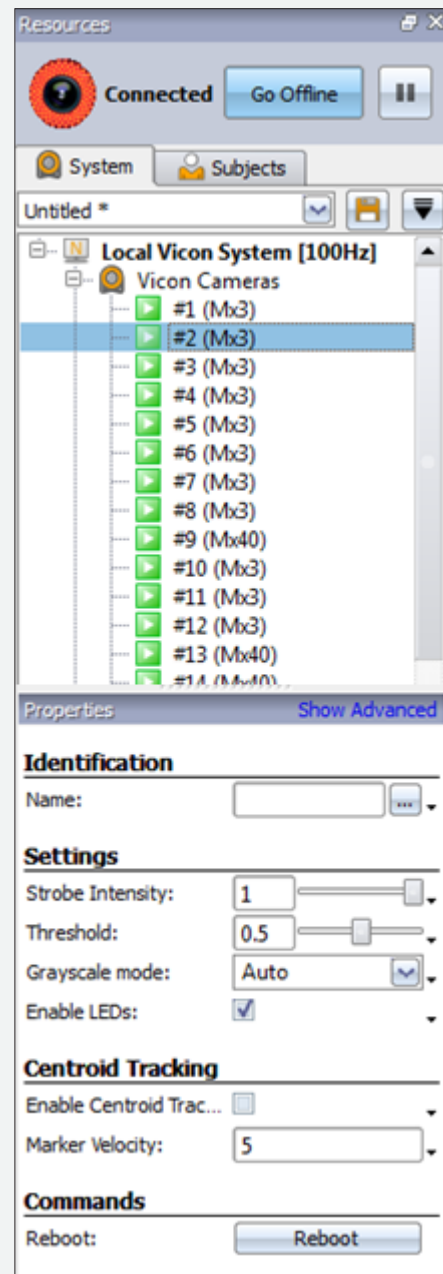 Resources
Connected
Go Offline
System
Subjects
Untitled *
Local Vicon System [100Hz]
Vicon Cameras
#1 (Mx3)
#2 (Mx3)
#3 (Mx3)
#4 (Mx3)
#5 (Mx3)
#6 (Mx3)
#7 (Mx3)
#8 (Mx3)
#9 (Mx40)
#10 (Mx3)
#11 (Mx3)
#12 (Mx3)
#13 (Mx40)
#14 (Mx40)
Properties Show Advanced
Identification
Name: ...
Settings
Strobe Intensity: 1
Threshold: 0.5
Grayscale mode: Auto
Enable LEDs:
Centroid Tracking
Enable Centroid Trac...
Marker Velocity: 5
Commands
Reboot: Reboot